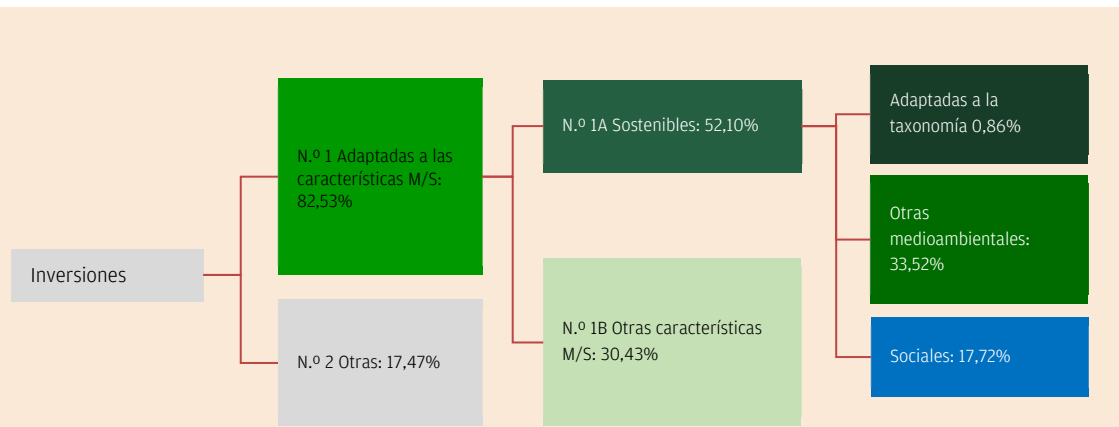 Inversiones
N.º 1 Adaptadas a las
características M/S:
82,53%
N.º 2 Otras: 17,47%
N.º 1A Sostenibles: 52,10%
N.º 1B Otras características
M/S: 30,43%
Adaptadas a la
taxonomía 0,86%
Otras
medioambientales:
33,52%
Sociales: 17,72%